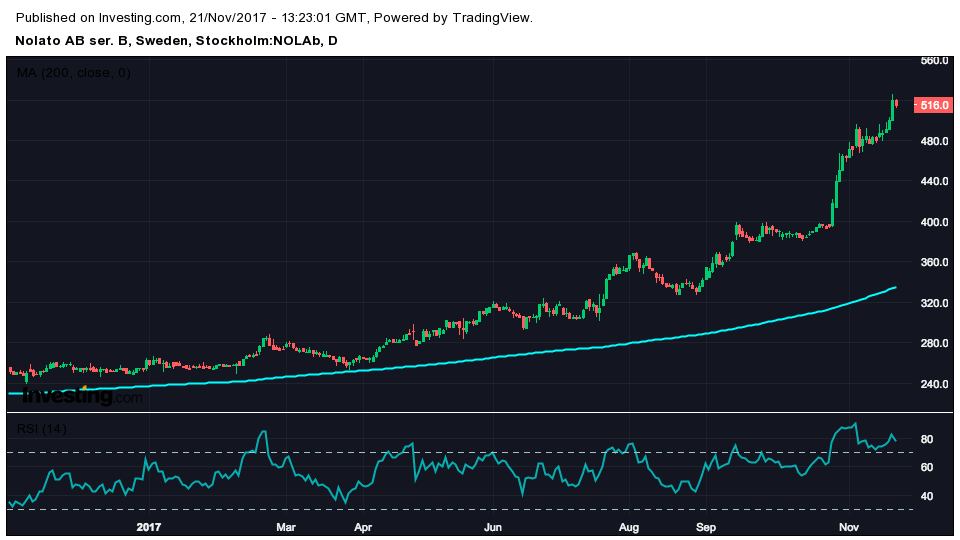 Published on Investing.com, 21/Nov/2017 - 13:23:01 GMT, Powered by TradingView.
Nolato AB ser. B, Sweden, Stockholm:NOLAb, D
MA (200, close, 0)
560.0
516.0
480.0
440.0
400.0
360.0
320.0
280.0
240.0
Investing.com
RSI (14)
80
60
40
2017 Mar Apr Jun Aug Sep Nov